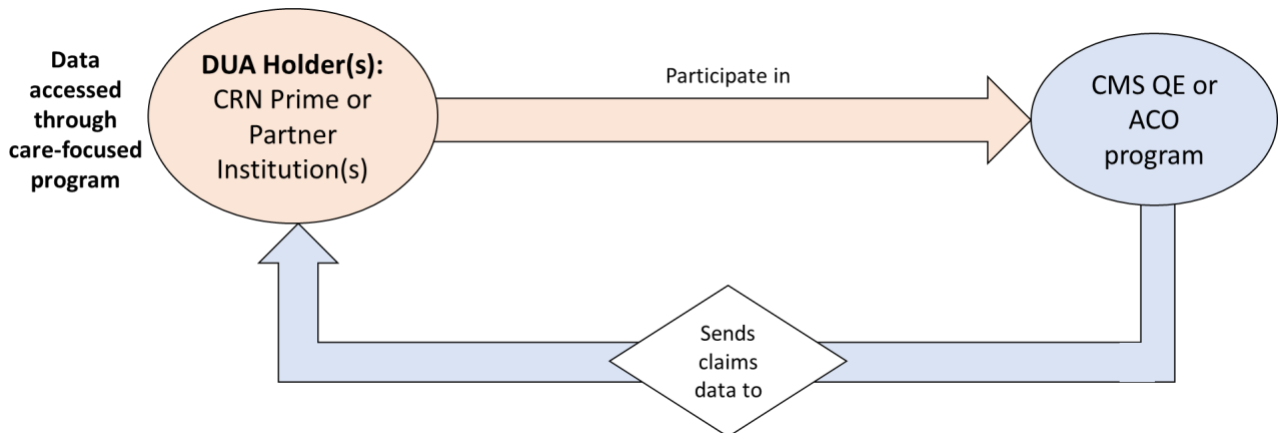 Data
accessed
through
care-focused
program
DUA Holder(s):
CRN Prime or
Partner
Institution(s)
Participate in
CMS QE or
ACO
program
Sends
claims
data to